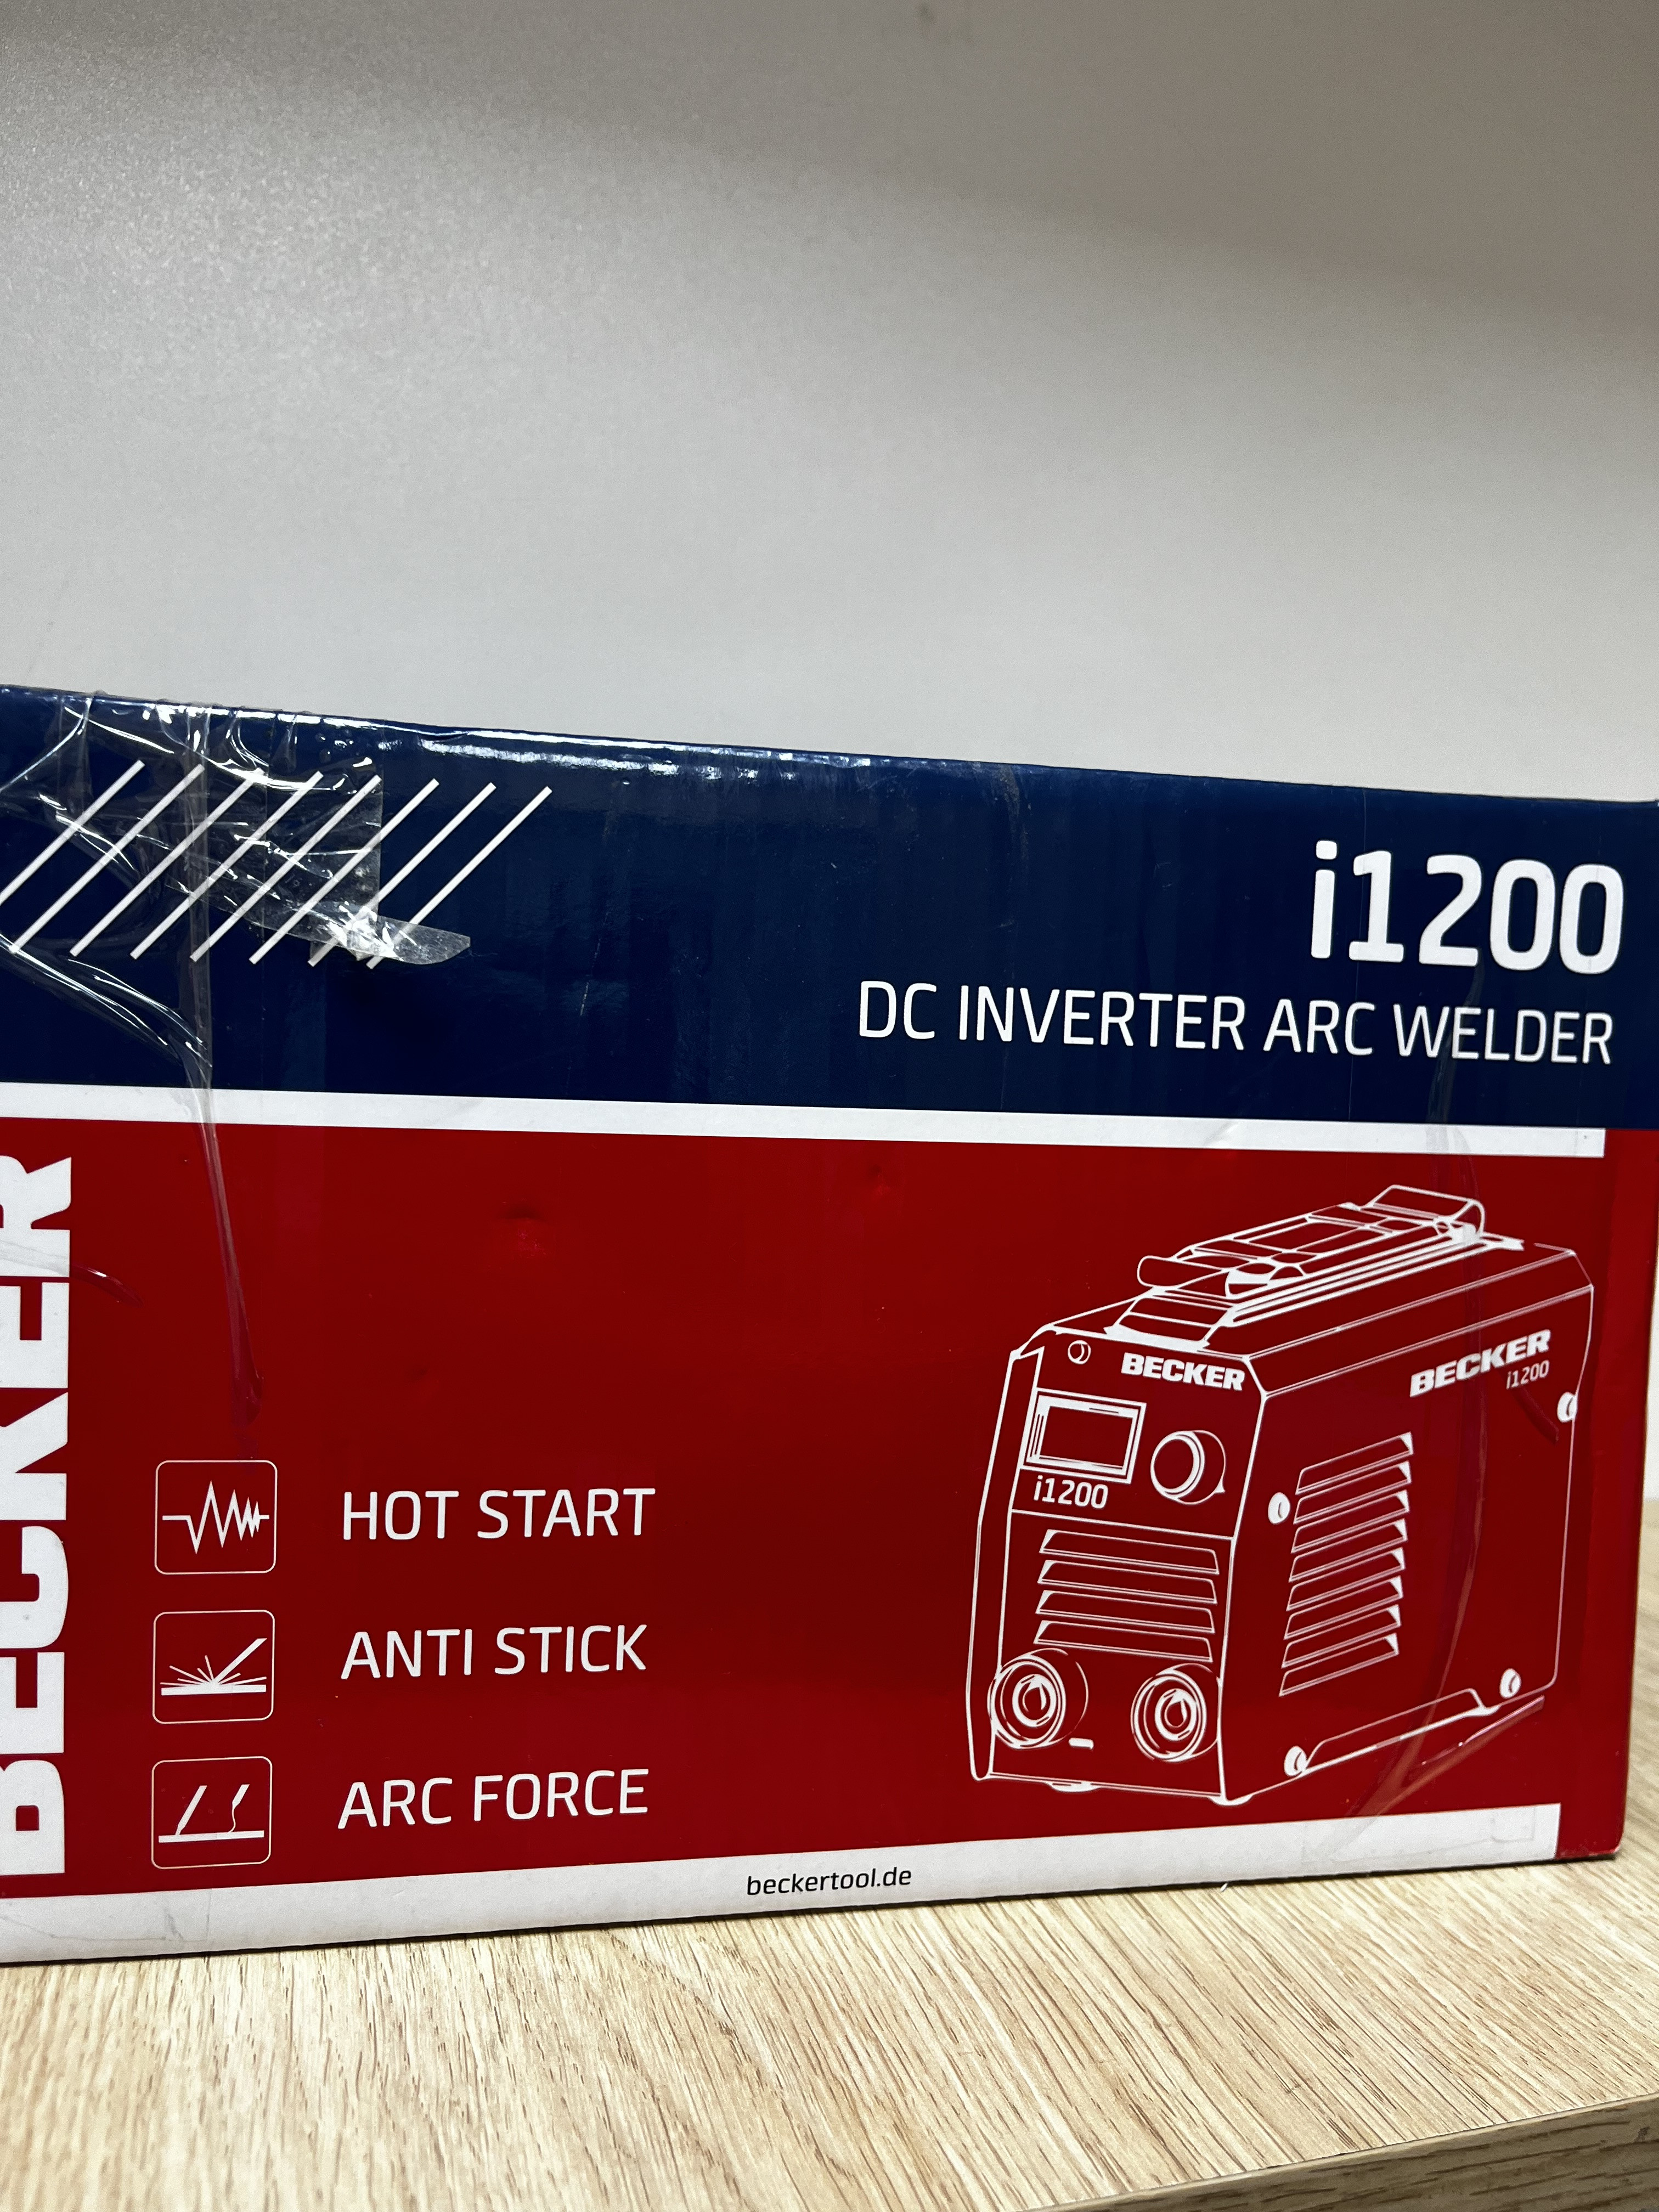 i1200
DC INVERTER ARC WELDER
BECKER
BECKER
BECKER
i1200
i1200
HOT START
ANTI STICK
ARC FORCE
beckertool.de